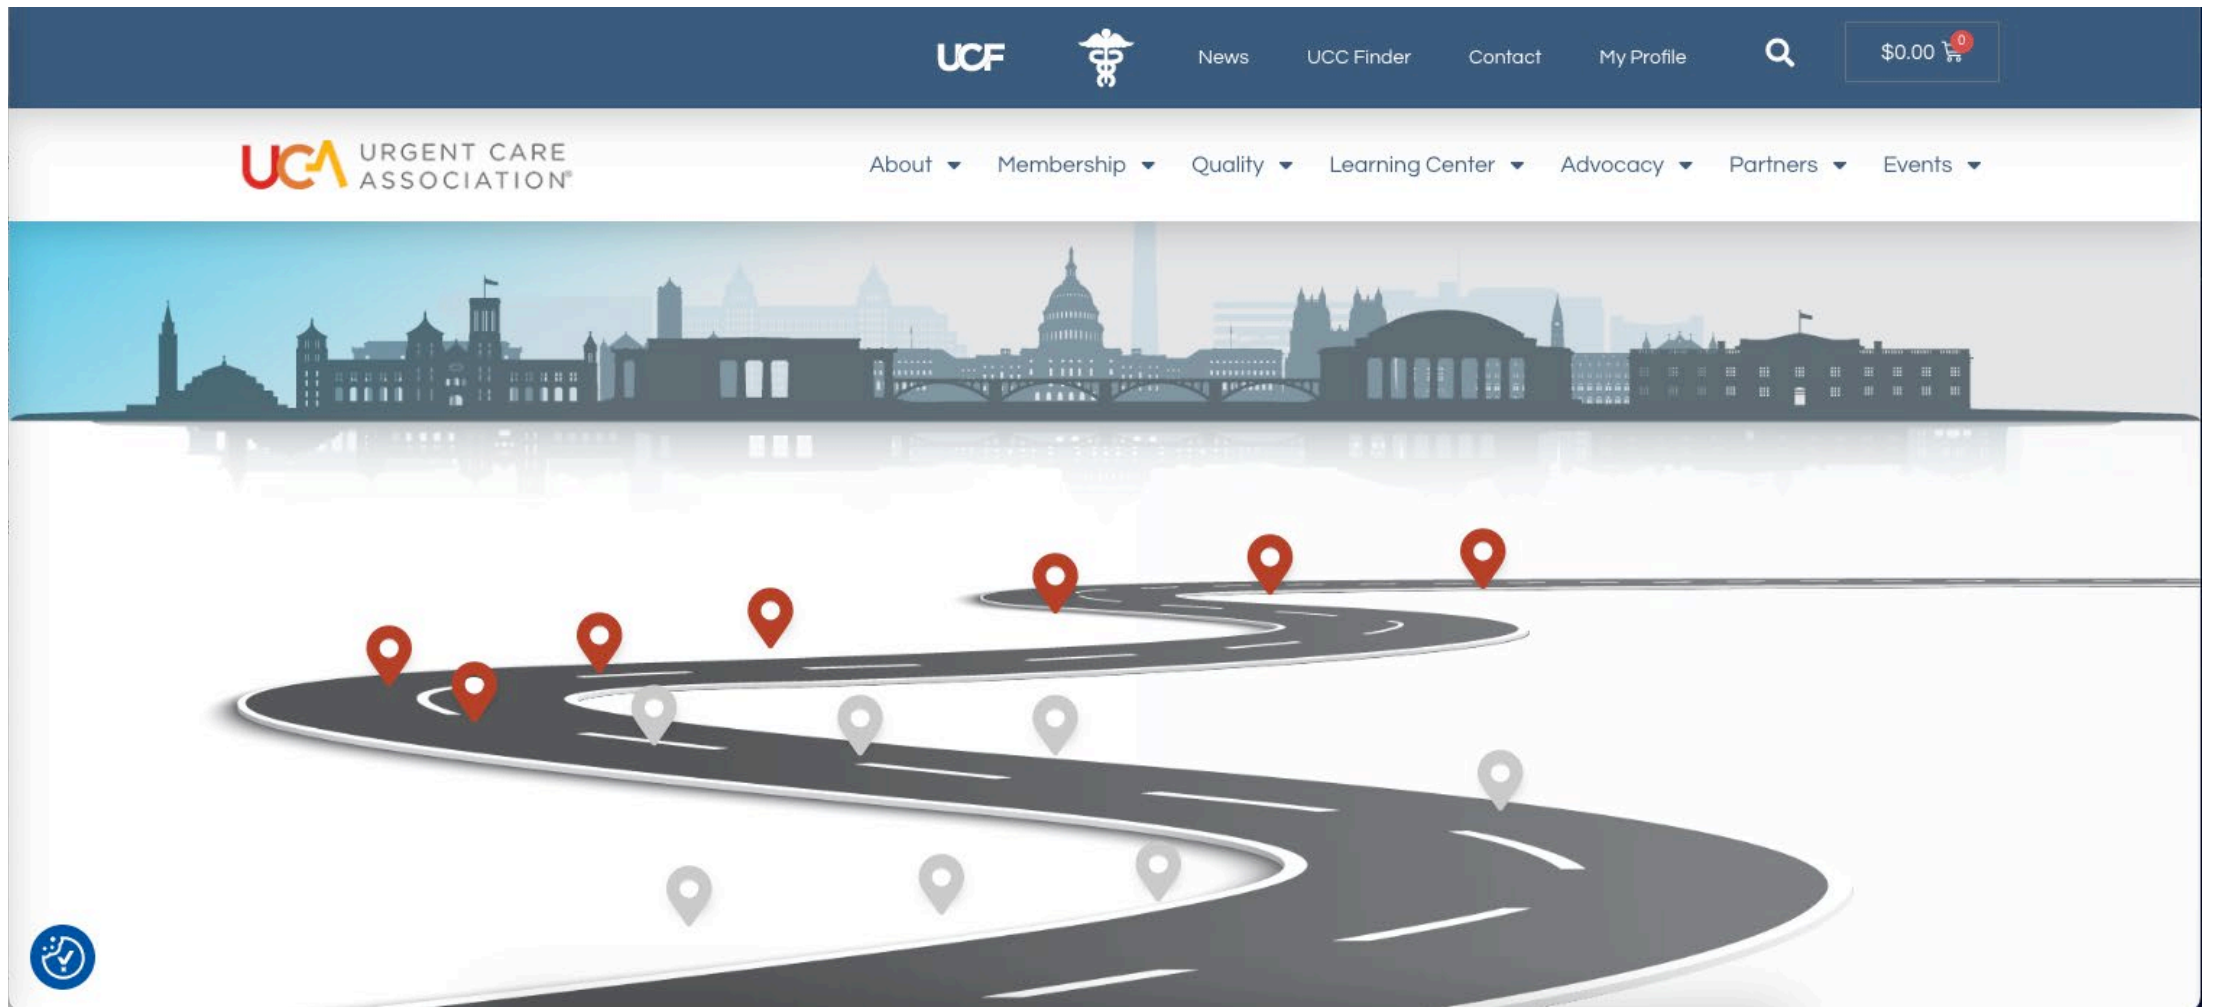 UCF
News
UCC Finder
Contact
My Profile
$0.00
0
UCA URGENT CARE
ASSOCIATION®
About
Membership
Quality
Learning Center
Advocacy
Partners
Events